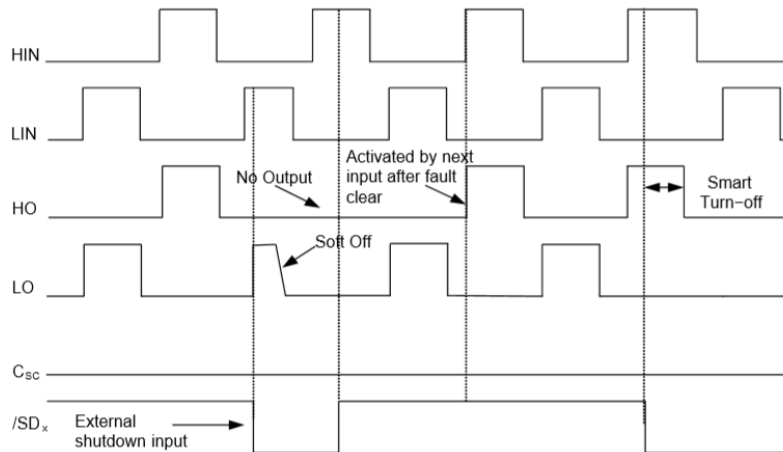 HIN
LIN
Activated by next
input after fault
clear
No Output
HO
Smart
Turn-off
Soft Off
LO
CSC
/SDx
External
shutdown input